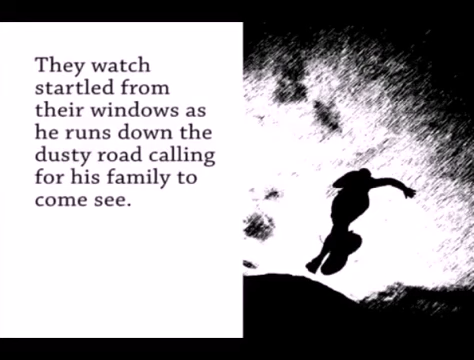 They watch
startled from
their windows as
he runs down the
dusty road calling
for his family to
come see.